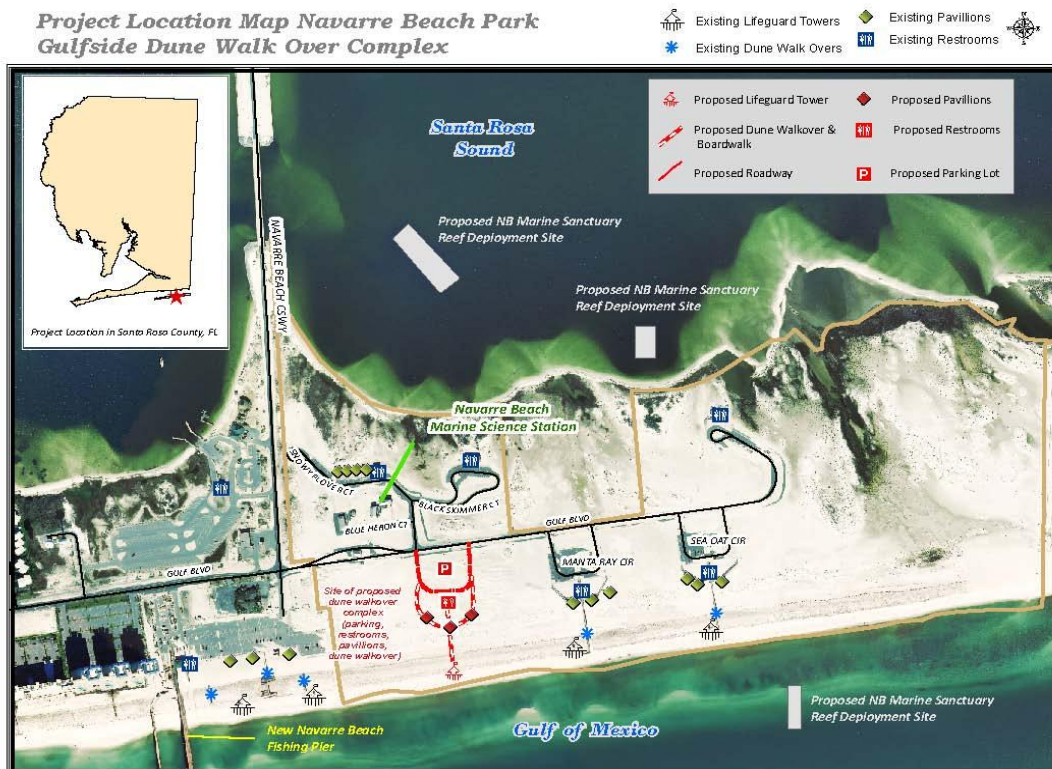 Project Location Map Navarre Beach Park
Gulfside Dune Walk Over Complex
Existing Lifeguard Towers
Existing Dune Walk Overs
Existing Pavillions
Existing Restrooms
Proposed Lifeguard Tower
Proposed Dune Walkover &
Boardwalk
Proposed Roadway
Proposed Pavillions
Proposed Restrooms
P
Proposed Parking Lot
Project Location in Santa Rosa County, FL
Santa Rosa
Sound
NAVARRE BEACH CSWY
Proposed NB Marine Sanctuary
Reef Deployment Site
Proposed NB Marine Sanctuary
Reef Deployment Site
Navarre Beach
Marine Science Station
SNOWY PLOVER CT
BLACK SKIMMER CT
BLUE HERON CT
GULF BLVD
GULF BLVD
MANTA RAY CIR
SEA OAT CIR
P
Site of proposed
dune walkover
complex
(parking,
restrooms,
pavilions,
dune walkover)
New Navarre Beach
Fishing Pier
Gulf of Mexico
Proposed NB Marine Sanctuary
Reef Deployment Site